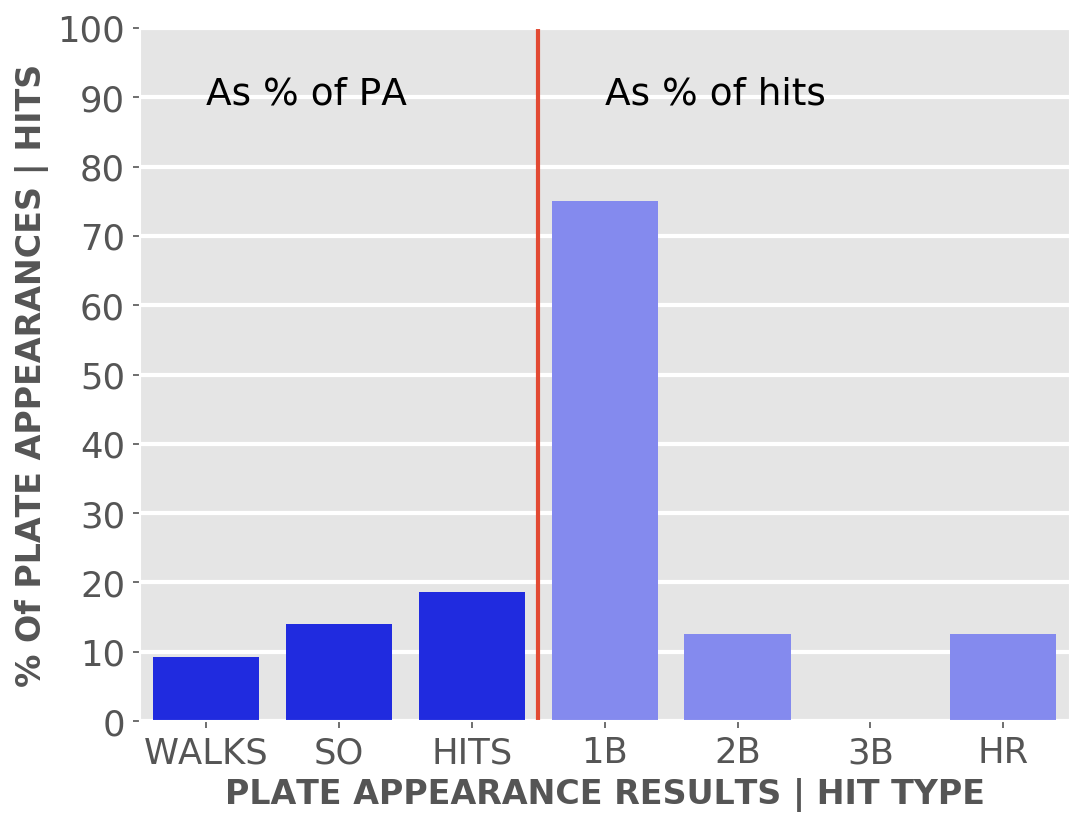 % Of PLATE APPEARANCES | HITS
100
90
80
70
60
50
40
30
20
10
0
As % of PA
As % of hits
WALKS SO HITS 1B 2B 3B HR
PLATE APPEARANCE RESULTS | HIT TYPE